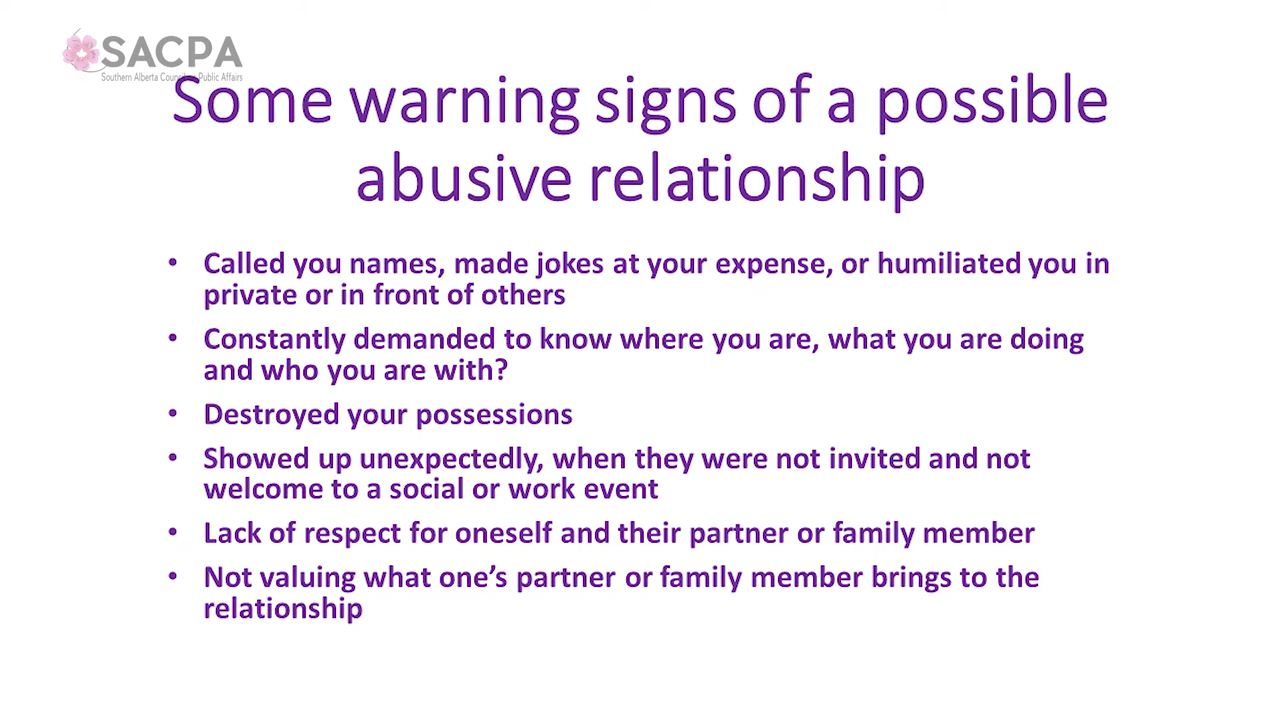 SACPA
Southern Alberta Council on Public Affairs
Some warning signs of a possible
abusive relationship
• Called you names, made jokes at your expense, or humiliated you in
private or in front of others
• Constantly demanded to know where you are, what you are doing
and who you are with?
• Destroyed your possessions
• Showed up unexpectedly, when they were not invited and not
welcome to a social or work event
• Lack of respect for oneself and their partner or family member
• Not valuing what one’s partner or family member brings to the
relationship